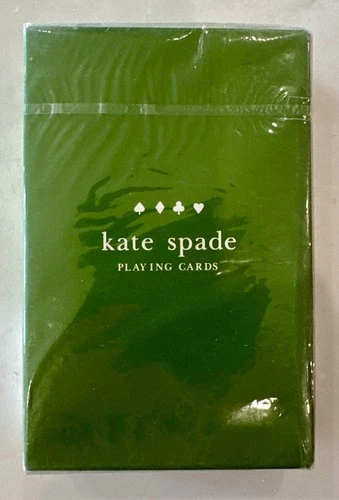 ♠ ♦ ♣ ♥
kate spade
PLAYING CARDS